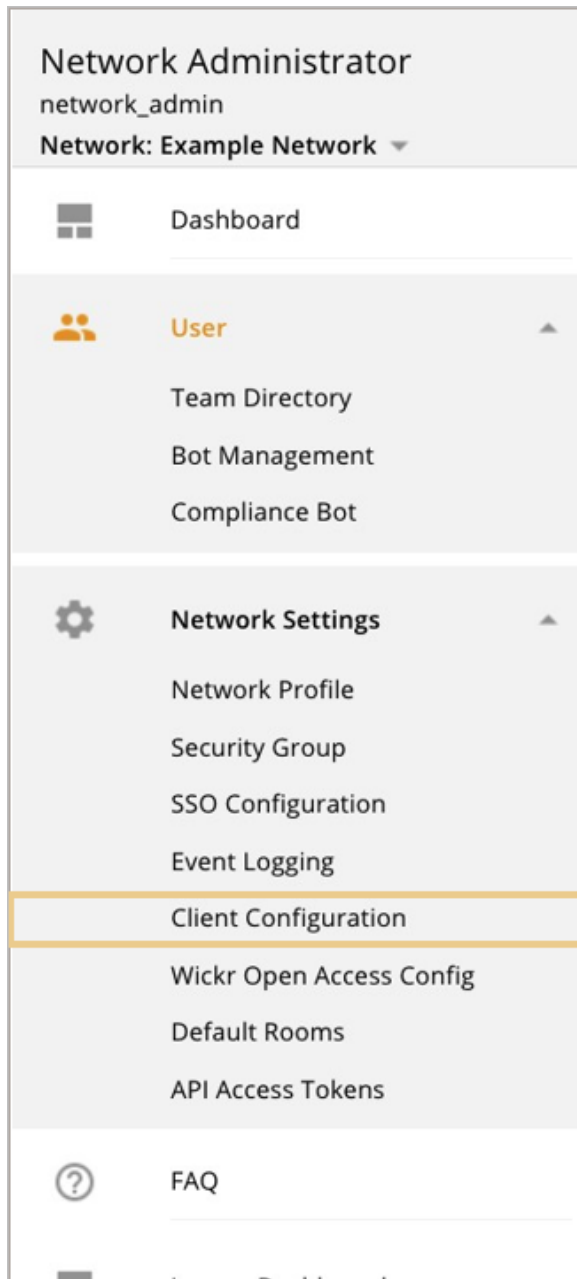 Network Administrator
network_admin
Network: Example Network
Dashboard
User
Team Directory
Bot Management
Compliance Bot
Network Settings
Network Profile
Security Group
SSO Configuration
Event Logging
Client Configuration
Wickr Open Access Config
Default Rooms
API Access Tokens
FAQ